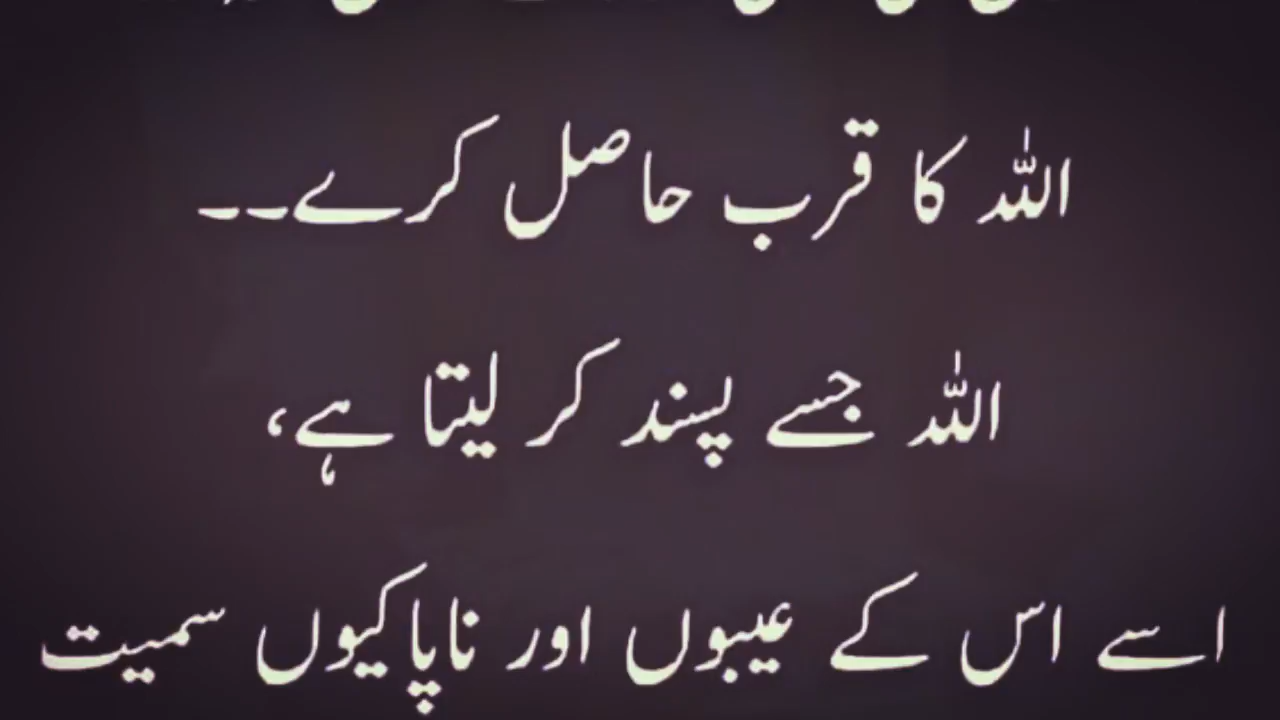 اللہ کا قرب حاصل کرے۔۔
اللہ جسے پسند کر لیتا ہے،
اسے اس کے عیبوں اور ناپاکیوں سمیت